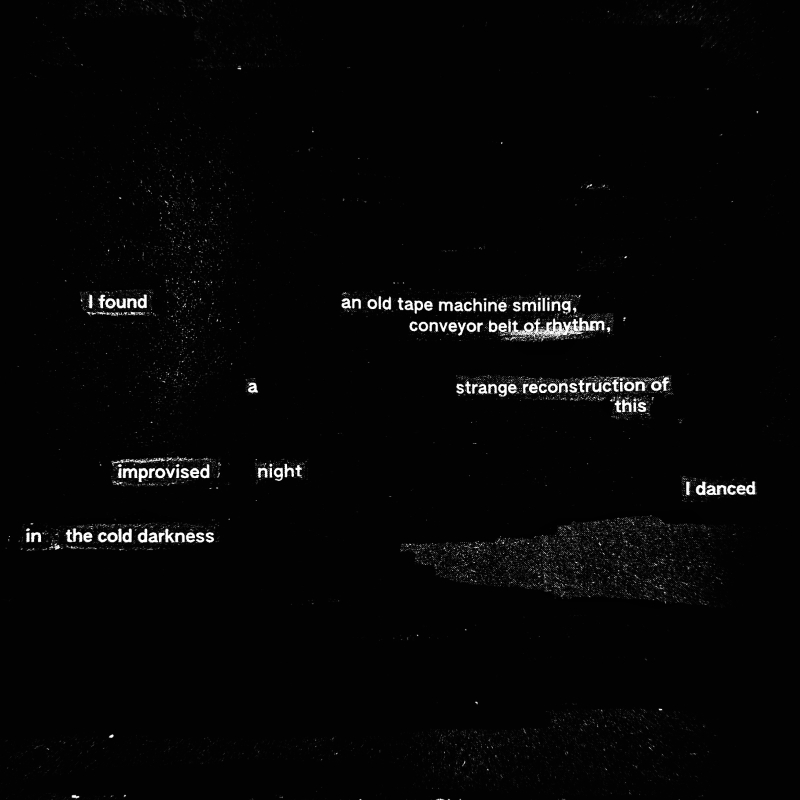 I found an old tape machine smiling,
conveyor belt of rhythm,
a strange reconstruction of
this
improvised night
I danced
in the cold darkness